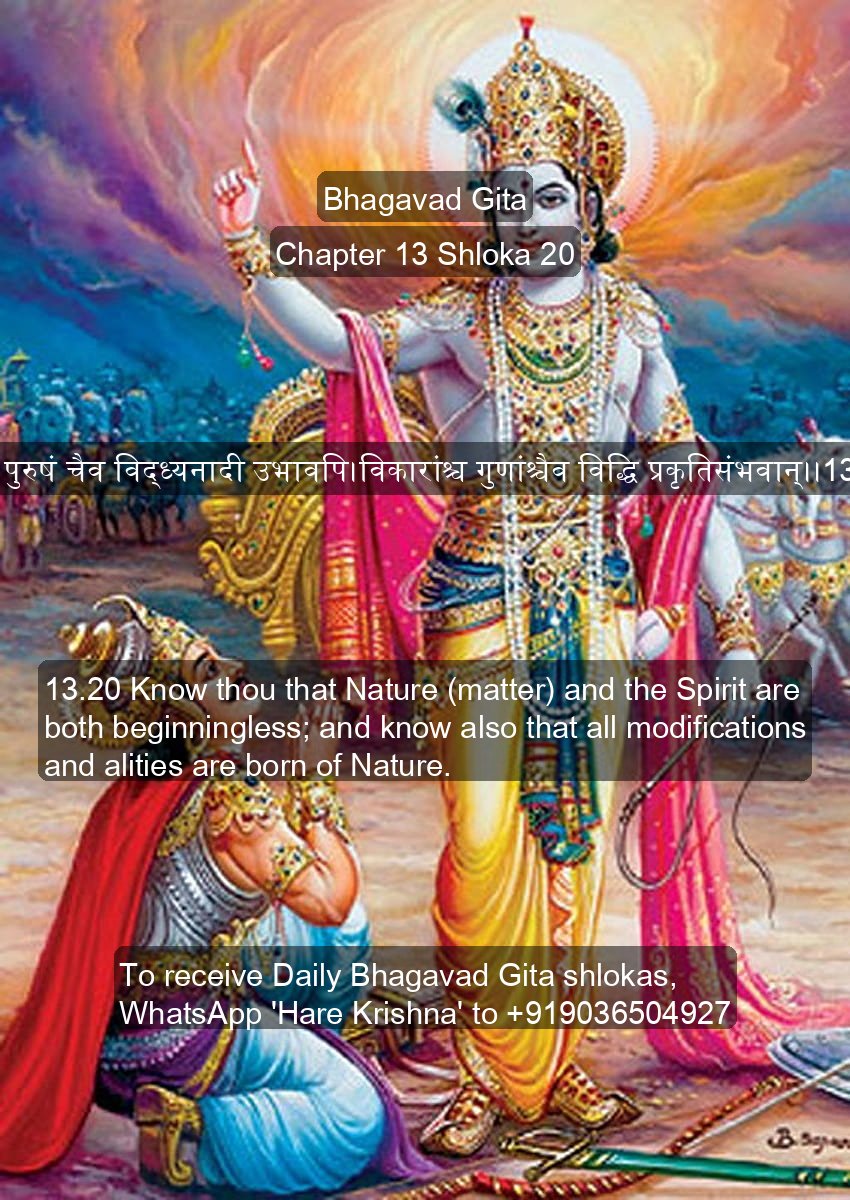 Bhagavad Gita
Chapter 13 Shloka 20
पुरुषं चैव विद्ध्यनादी उभावपि।विकारांश्च गुणांश्चैव विद्धि प्रकृतिसंभवान्।।13
13.20 Know thou that Nature (matter) and the Spirit are
both beginningless; and know also that all modifications
and alities are born of Nature.
To receive Daily Bhagavad Gita shlokas,
WhatsApp 'Hare Krishna' to +919036504927